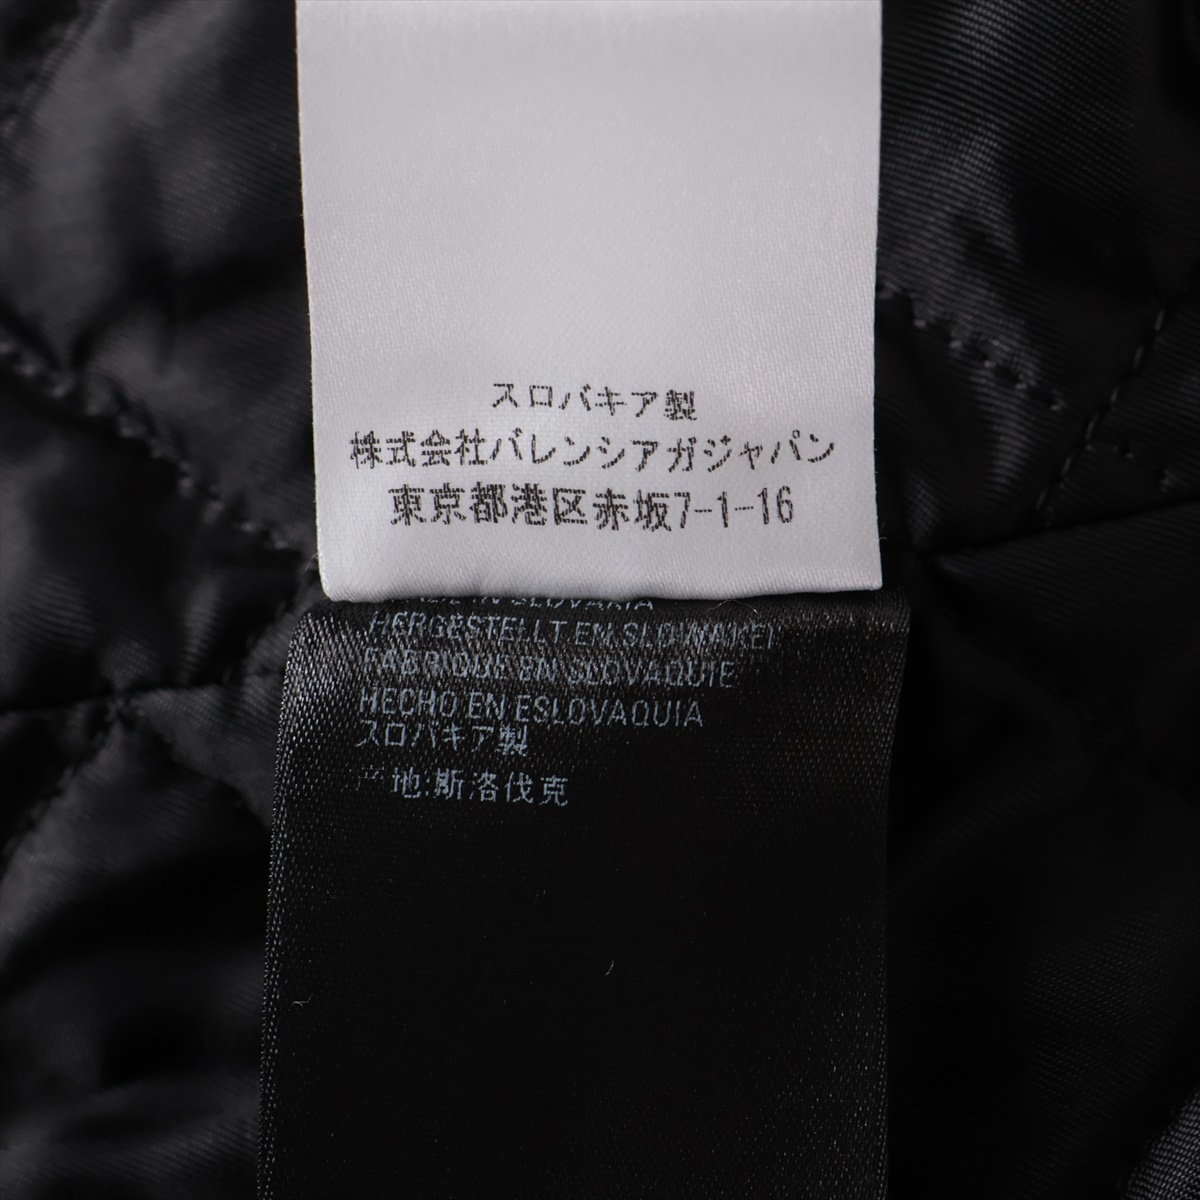 スロバキア製
株式会社バレンシアガジャパン
東京都港区赤坂7-1-16
EN SLOVAKIA
HERGESTELLT EN SLOWAKEI
FABRIQUE EN SLOVAQUIE
HECHO EN ESLOVAQUIA
スロバキア製
产地:斯洛伐克